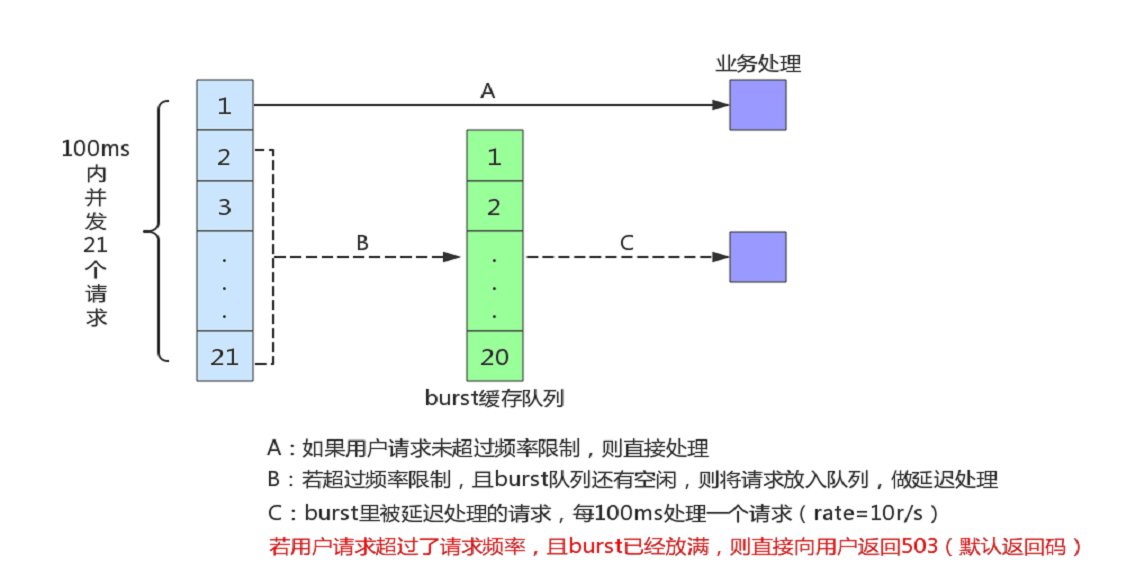 业务处理
A
1
2
3
.
.
.
21
100ms
内
并
发
21
个
请
求
B
1
2
.
.
.
20
C
burst缓存队列
A：如果用户请求未超过频率限制，则直接处理
B：若超过频率限制，且burst队列还有空闲，则将请求放入队列，做延迟处理
C：burst里被延迟处理的请求，每100ms处理一个请求（rate=10r/s）
若用户请求超过了请求频率，且burst已经放满，则直接向用户返回503（默认返回码）